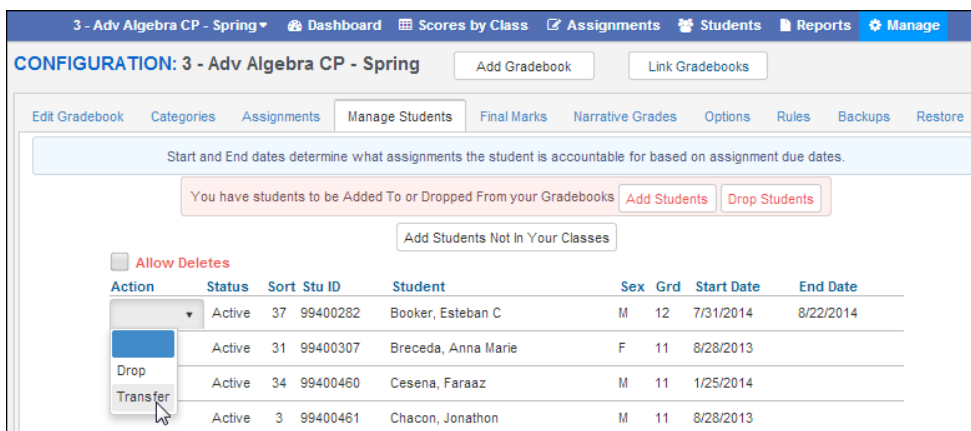 3 - Adv Algebra CP - Spring Dashboard Scores by Class Assignments Students Reports Manage
CONFIGURATION: 3 - Adv Algebra CP - Spring Add Gradebook Link Gradebooks
Edit Gradebook Categories Assignments Manage Students Final Marks Narrative Grades Options Rules Backups Restore
Start and End dates determine what assignments the student is accountable for based on assignment due dates.
You have students to be Added To or Dropped From your Gradebooks Add Students Drop Students
Add Students Not In Your Classes
Allow Deletes
Action Status Sort Stu ID Student Sex Grd Start Date End Date
Active 37 99400282 Booker, Esteban C M 12 7/31/2014 8/22/2014
Active 31 99400307 Breceda, Anna Marie F 11 8/28/2013
Drop
Transfer Active 34 99400460 Cesena, Faraaz M 11 1/25/2014
Active 3 99400461 Chacon, Jonathon M 11 8/28/2013